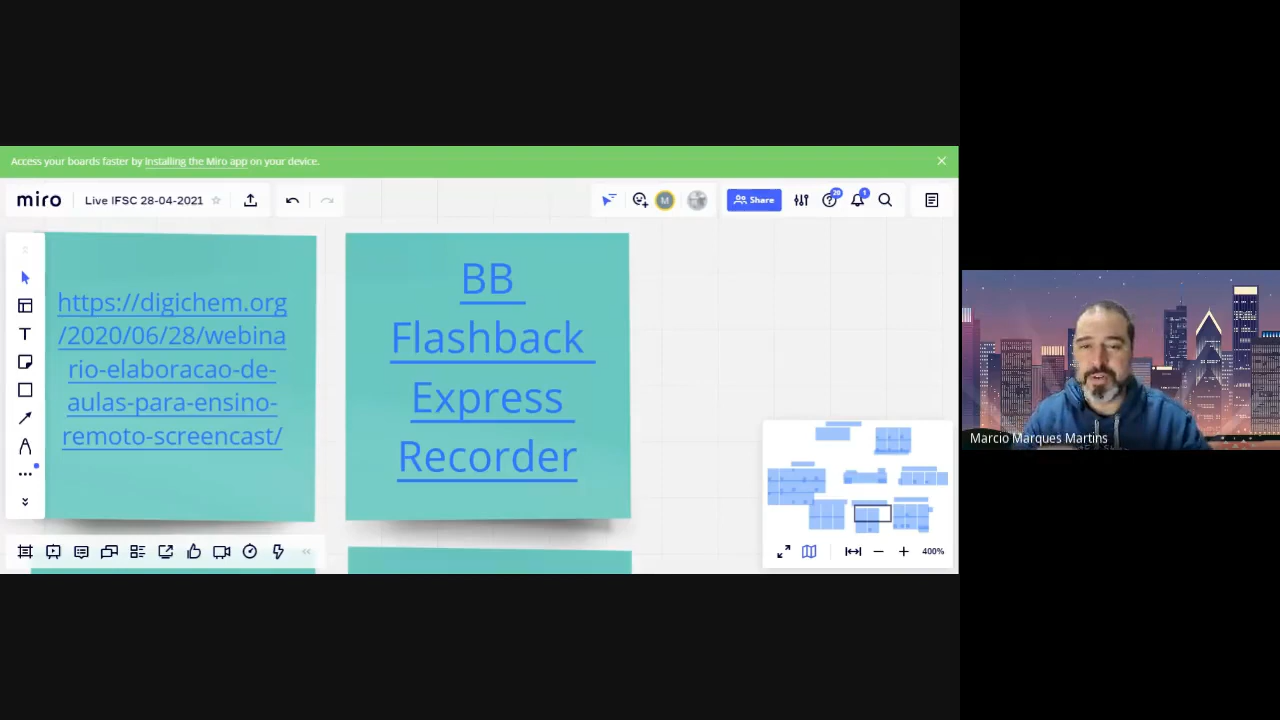 Access your boards faster by Installing the Miro app on your device.
miro
Live IFSC 28-04-2021
M
20
1
Share
https://digichem.org
/2020/06/28/webina
rio-elaboracao-de-
aulas-para-ensino-
remoto-screencast/
BB
Flashback
Express
Recorder
400%
Marcio Marques Martins